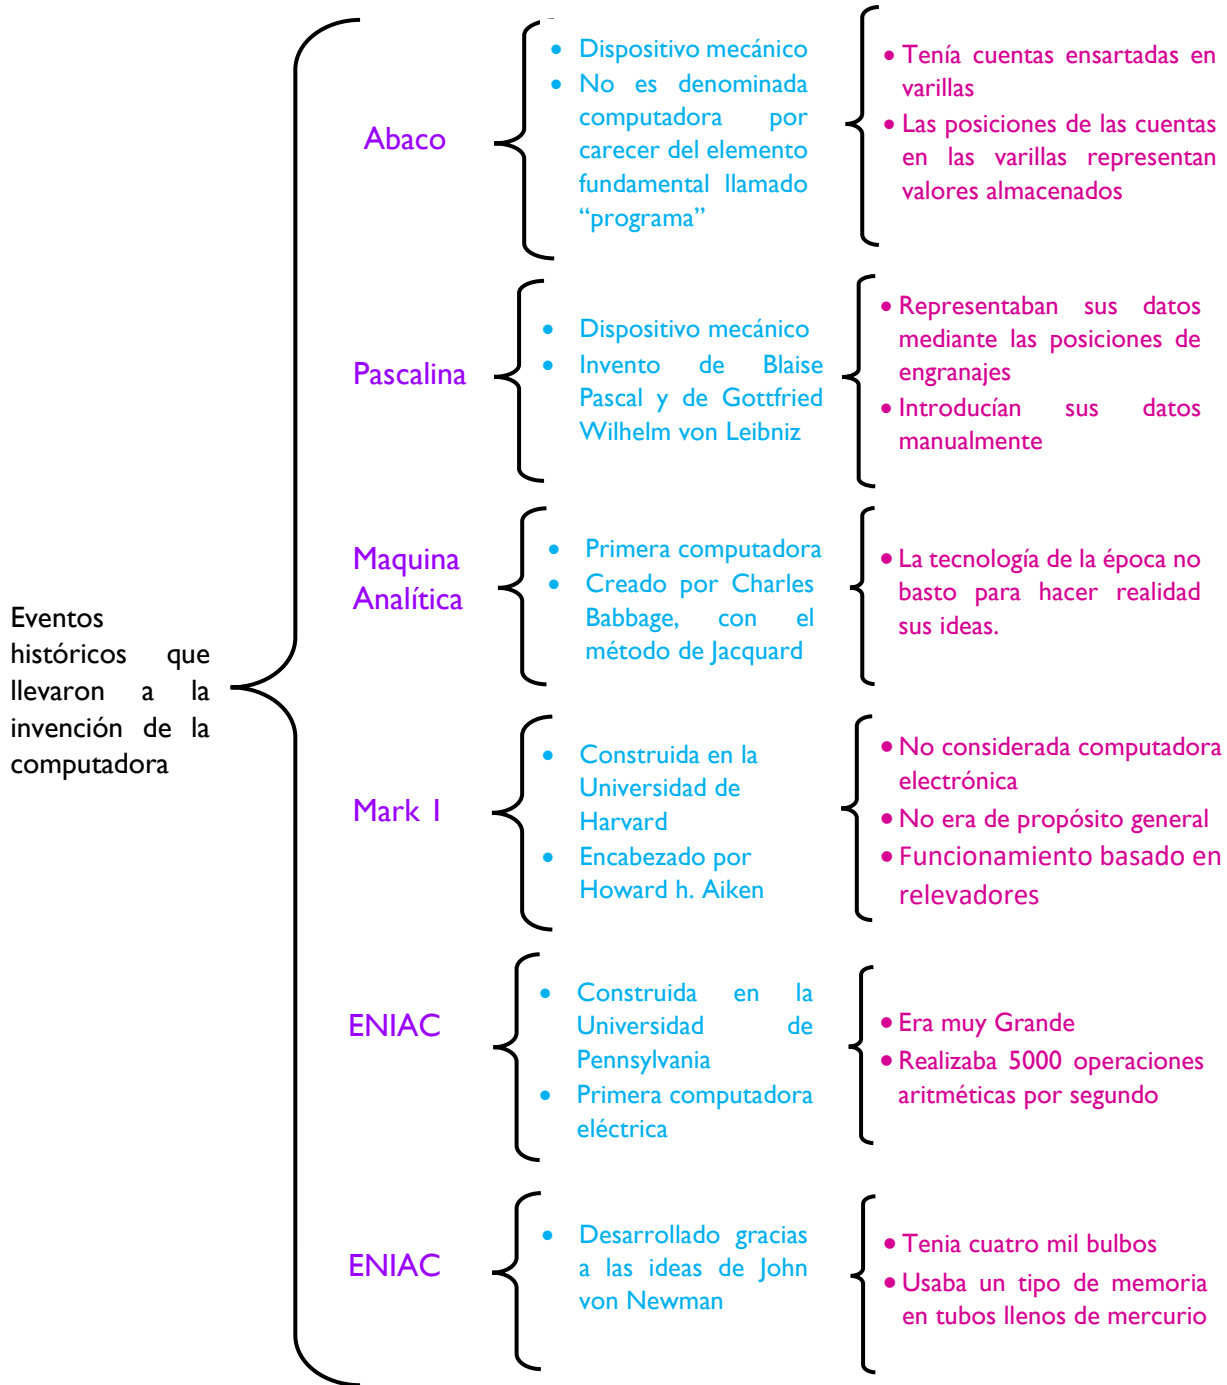 Eventos
históricos que
llevaron a la
invención de la
computadora
Abaco
• Dispositivo mecánico
• No es denominada
computadora por
carecer del elemento
fundamental llamado
“programa”
• Tenía cuentas ensartadas en
varillas
• Las posiciones de las cuentas
en las varillas representan
valores almacenados
Pascalina
• Dispositivo mecánico
• Invento de Blaise
Pascal y de Gottfried
Wilhelm von Leibniz
• Representaban sus datos
mediante las posiciones de
engranajes
• Introducían sus datos
manualmente
Maquina
Analítica
• Primera computadora
• Creado por Charles
Babbage, con el
método de Jacquard
• La tecnología de la época no
basto para hacer realidad
sus ideas.
Mark I
• Construida en la
Universidad de
Harvard
• Encabezado por
Howard h. Aiken
• No considerada computadora
electrónica
• No era de propósito general
• Funcionamiento basado en
relevadores
ENIAC
• Construida en la
Universidad de
Pennsylvania
• Primera computadora
eléctrica
• Era muy Grande
• Realizaba 5000 operaciones
aritméticas por segundo
ENIAC
• Desarrollado gracias
a las ideas de John
von Newman
• Tenia cuatro mil bulbos
• Usaba un tipo de memoria
en tubos llenos de mercurio